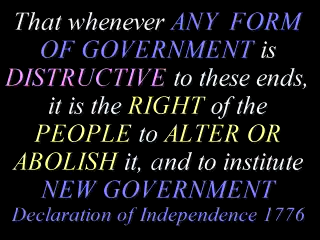 That whenever ANY FORM
OF GOVERNMENT is
DISTRUCTIVE to these ends,
it is the RIGHT of the
PEOPLE to ALTER OR
ABOLISH it, and to institute
NEW GOVERNMENT
Declaration of Independence 1776